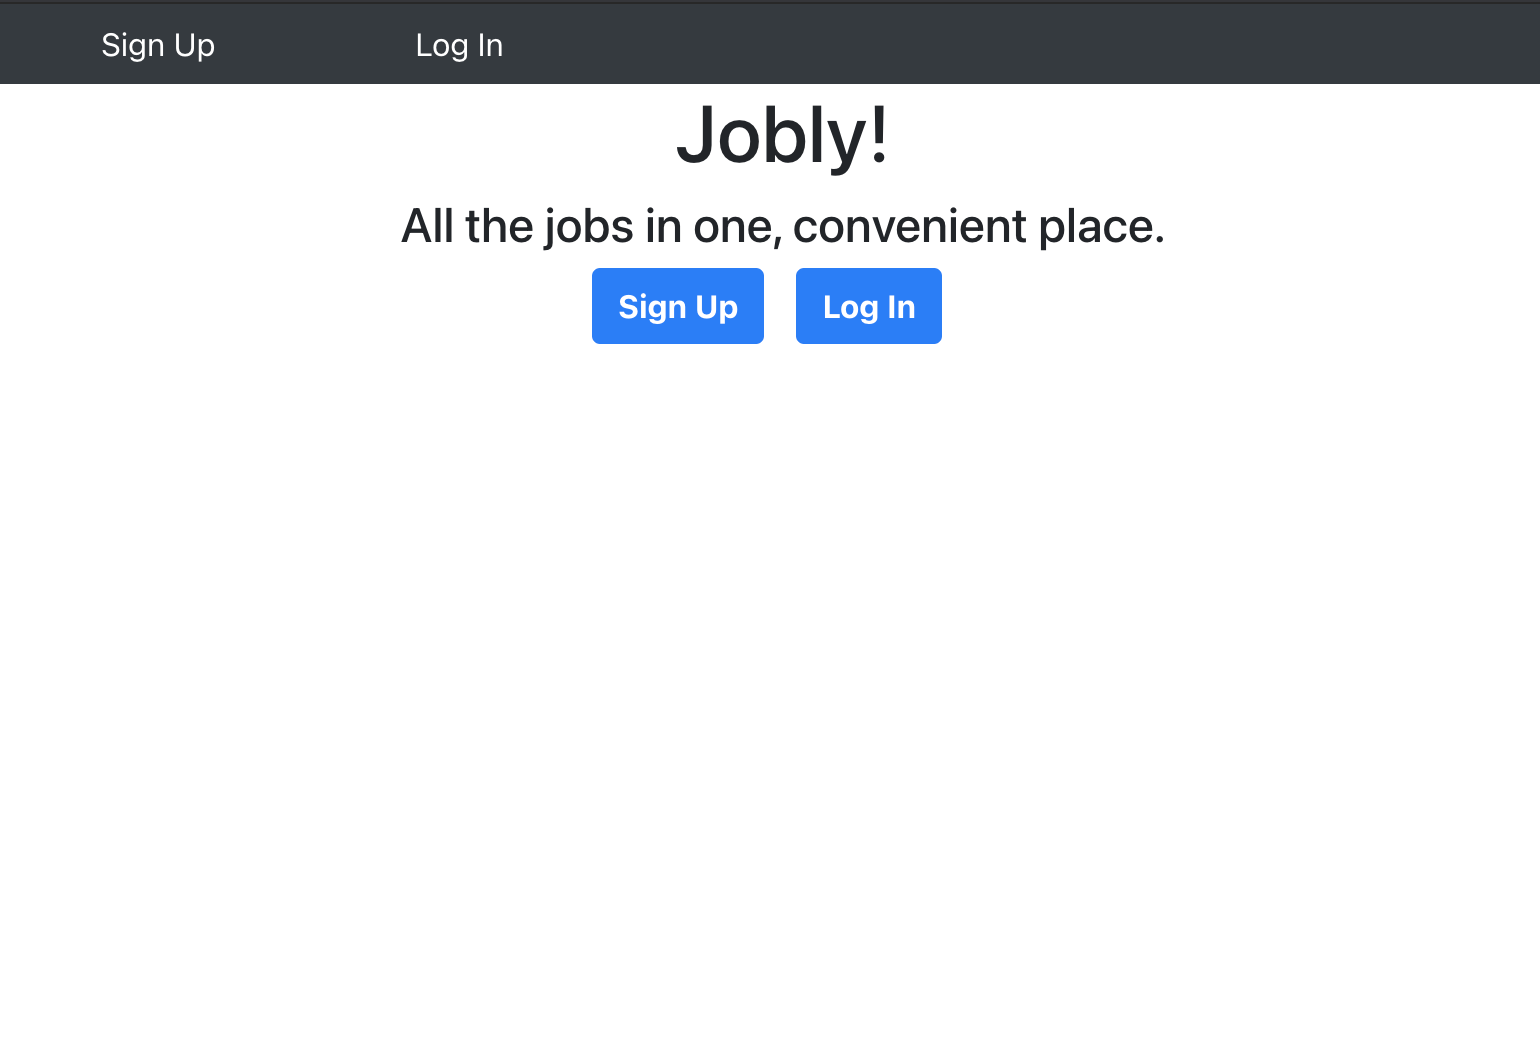 Sign Up Log In
Jobly!
All the jobs in one, convenient place.
Sign Up Log In